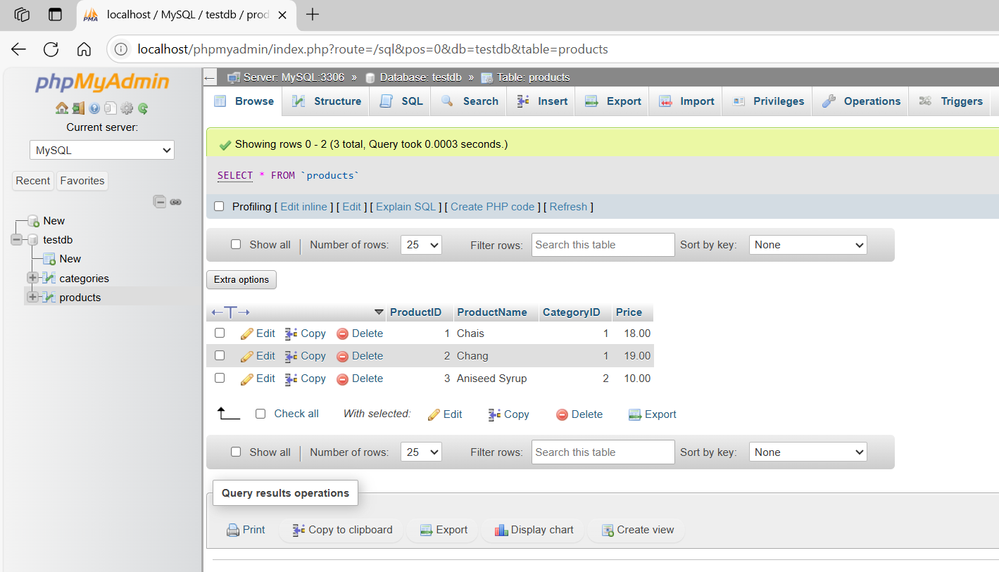 localhost / MySQL / testdb / prod
localhost/phpmyadmin/index.php?route=/sql&pos=0&db=testdb&table=products
phpMyAdmin
Current server:
MySQL
Recent Favorites
New
testdb
New
categories
products
Server: MySQL:3306 » Database: testdb » Table: products
Browse Structure SQL Search Insert Export Import Privileges Operations Triggers
Showing rows 0 - 2 (3 total, Query took 0.0003 seconds.)
SELECT * FROM `products`
Profiling [ Edit inline ] [ Edit ] [ Explain SQL ] [ Create PHP code ] [ Refresh ]
Show all Number of rows: 25 Filter rows: Search this table Sort by key: None
Extra options
←T→ ProductID ProductName CategoryID Price
Edit Copy Delete 1 Chais 1 18.00
Edit Copy Delete 2 Chang 1 19.00
Edit Copy Delete 3 Aniseed Syrup 2 10.00
Check all With selected: Edit Copy Delete Export
Show all Number of rows: 25 Filter rows: Search this table Sort by key: None
Query results operations
Print Copy to clipboard Export Display chart Create view